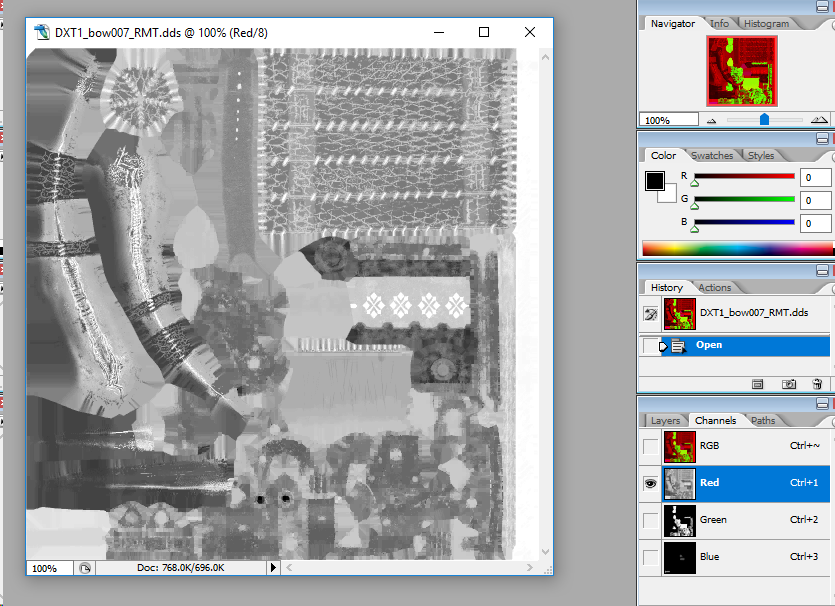 DXT1_bow007_RMT.dds @ 100% (Red/8)
100%
Doc: 768.0K/696.0K
Navigator Info Histogram
100%
Color Swatches Styles
R 0
G 0
B 0
History Actions
DXT1_bow007_RMT.dds
Open
Layers Channels Paths
RGB Ctrl+~
Red Ctrl+1
Green Ctrl+2
Blue Ctrl+3